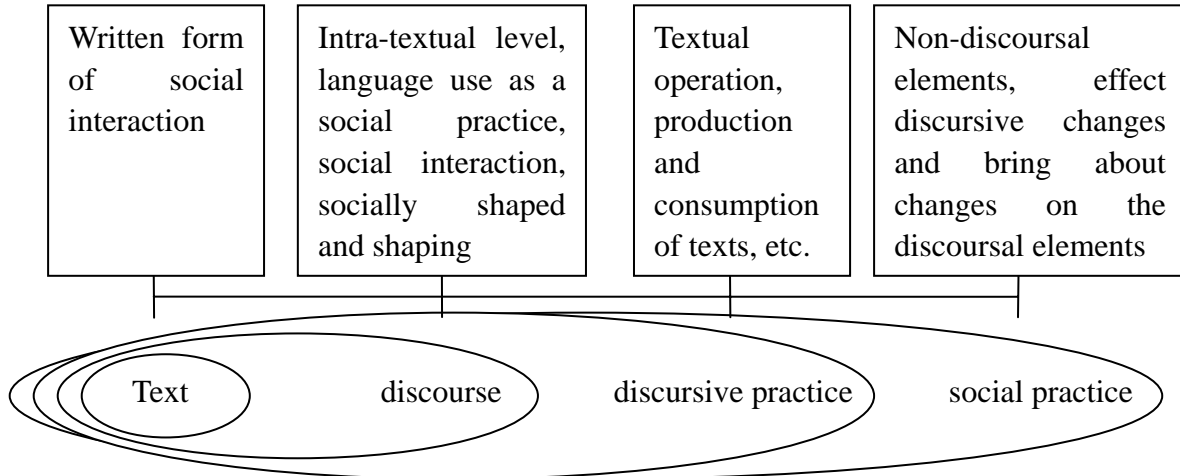 Written form
of social
interaction
Intra-textual level,
language use as a
social practice,
social interaction,
socially shaped
and shaping
Textual
operation,
production
and
consumption
of texts, etc.
Non-discoursal
elements, effect
discursive changes
and bring about
changes on the
discoursal elements
Text
discourse
discursive practice
social practice